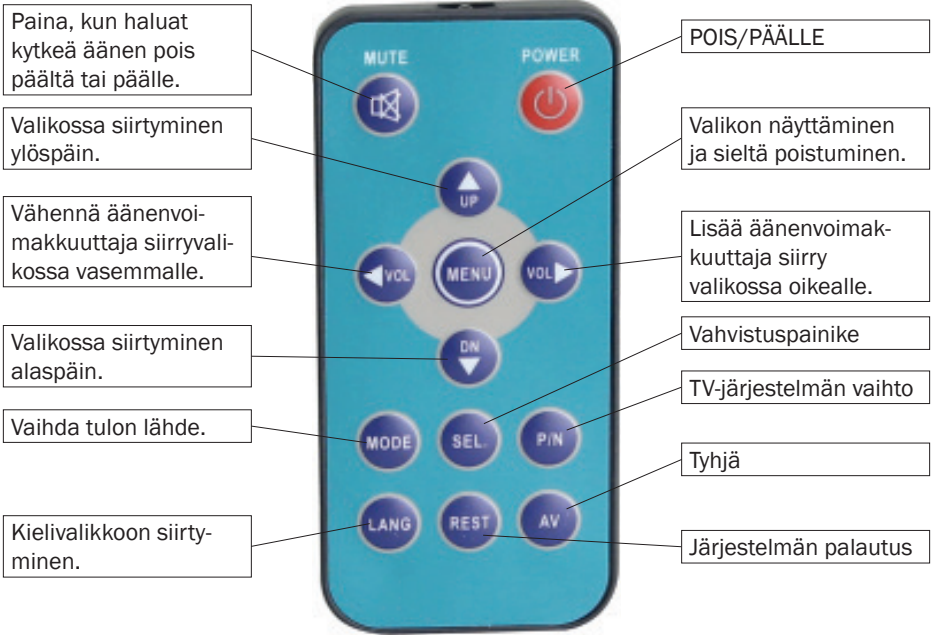 Paina, kun haluat
kytkeä äänen pois
päältä tai päälle.
Valikossa siirtyminen
ylöspäin.
Vähennä äänenvoi-
makkuuttaja siirryvali-
kossa vasemmalle.
Valikossa siirtyminen
alaspäin.
Vaihda tulon lähde.
Kielivalikkoon siirty-
minen.
MUTE
POWER
UP
VOL
MENU
VOL
DN
MODE
SEL.
P/N
LANG
REST
AV
POIS/PÄÄLLE
Valikon näyttäminen
ja sieltä poistuminen.
Lisää äänenvoimak-
kuuttaja siirry
valikossa oikealle.
Vahvistuspainike
TV-järjestelmän vaihto
Tyhjä
Järjestelmän palautus